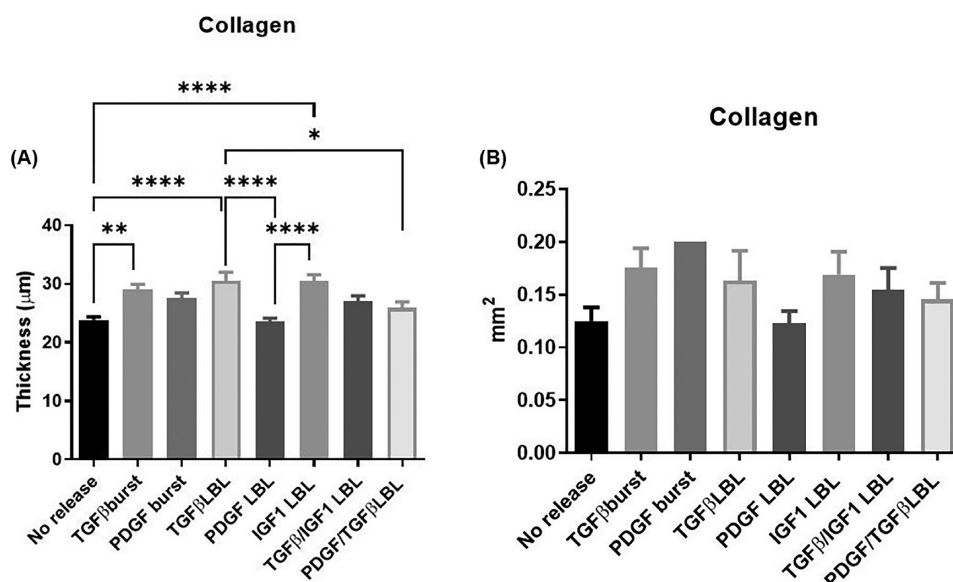 Collagen
(A)
****
*
****
****
**
****
Thickness (μm)
40
30
20
10
0
No release
TGFβburst
PDGF burst
TGFβLBL
PDGF LBL
IGF1 LBL
TGFβ/IGF1 LBL
PDGF/TGFβLBL
Collagen
(B)
mm²
0.25
0.20
0.15
0.10
0.05
0.00
No release
TGFβburst
PDGF burst
TGFβLBL
PDGF LBL
IGF1 LBL
TGFβ/IGF1 LBL
PDGF/TGFβLBL